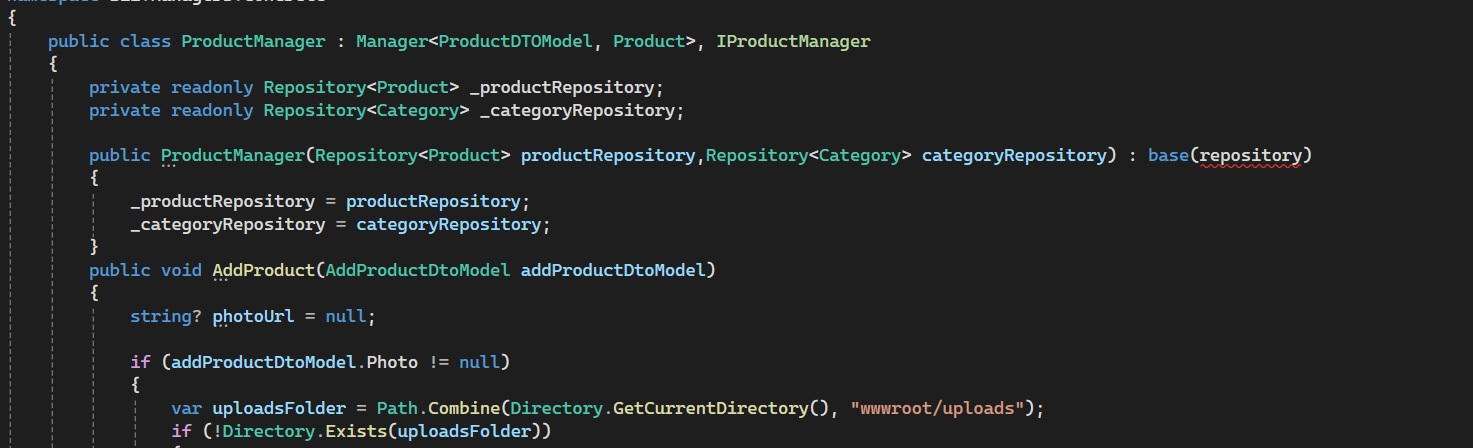 {
public class ProductManager : Manager<ProductDTOModel, Product>, IProductManager
{
private readonly Repository<Product> _productRepository;
private readonly Repository<Category> _categoryRepository;
public ProductManager(Repository<Product> productRepository,Repository<Category> categoryRepository) : base(repository)
{
_productRepository = productRepository;
_categoryRepository = categoryRepository;
}
public void AddProduct(AddProductDtoModel addProductDtoModel)
{
string? photoUrl = null;
if (addProductDtoModel.Photo != null)
{
var uploadsFolder = Path.Combine(Directory.GetCurrentDirectory(), "wwwroot/uploads");
if (!Directory.Exists(uploadsFolder))